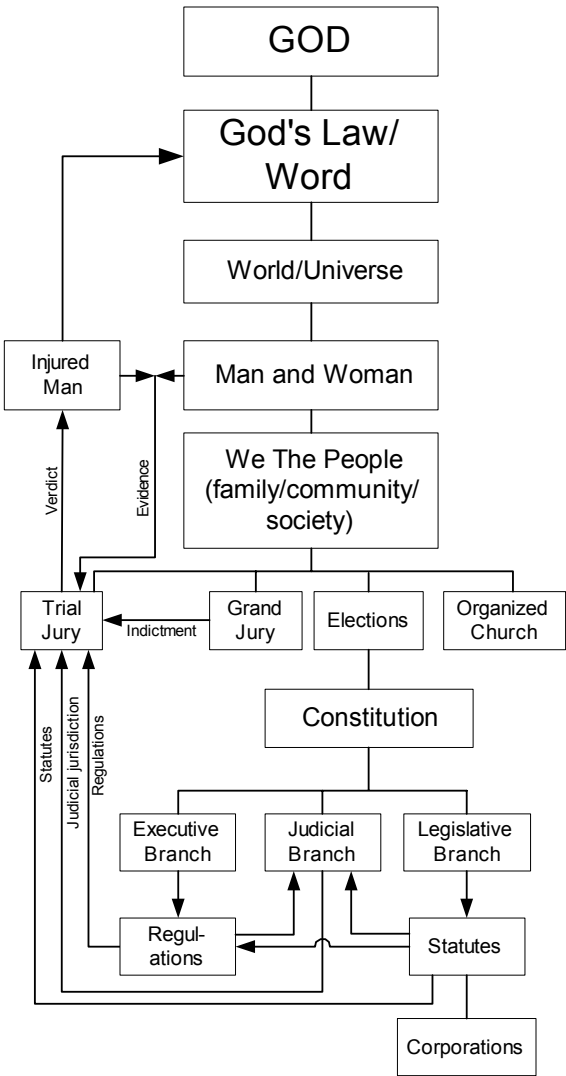 GOD
God's Law/
Word
World/Universe
Injured
Man
Man and Woman
Verdict
Evidence
We The People
(family/community/
society)
Trial
Jury
Indictment
Grand
Jury
Elections
Organized
Church
Statutes
Judicial jurisdiction
Regulations
Constitution
Executive
Branch
Judicial
Branch
Legislative
Branch
Regul-
ations
Statutes
Corporations